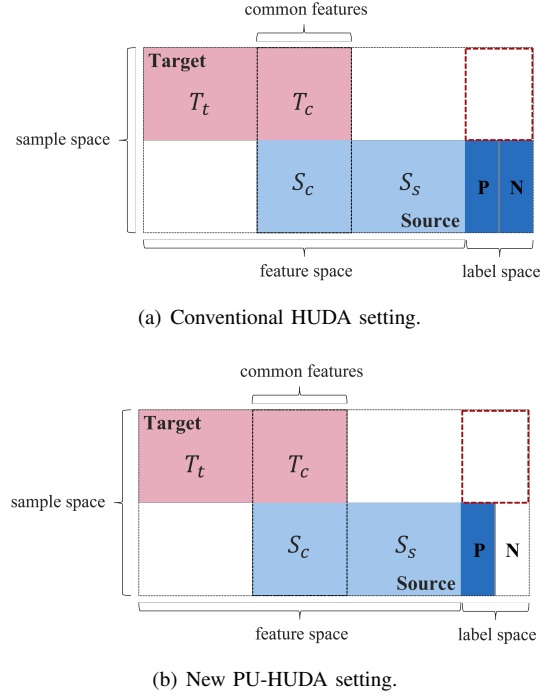 common features
Target
T_t
T_c
sample space
S_c
S_s
P
N
Source
feature space
label space
(a) Conventional HUDA setting.
common features
Target
T_t
T_c
sample space
S_c
S_s
P
N
Source
feature space
label space
(b) New PU-HUDA setting.